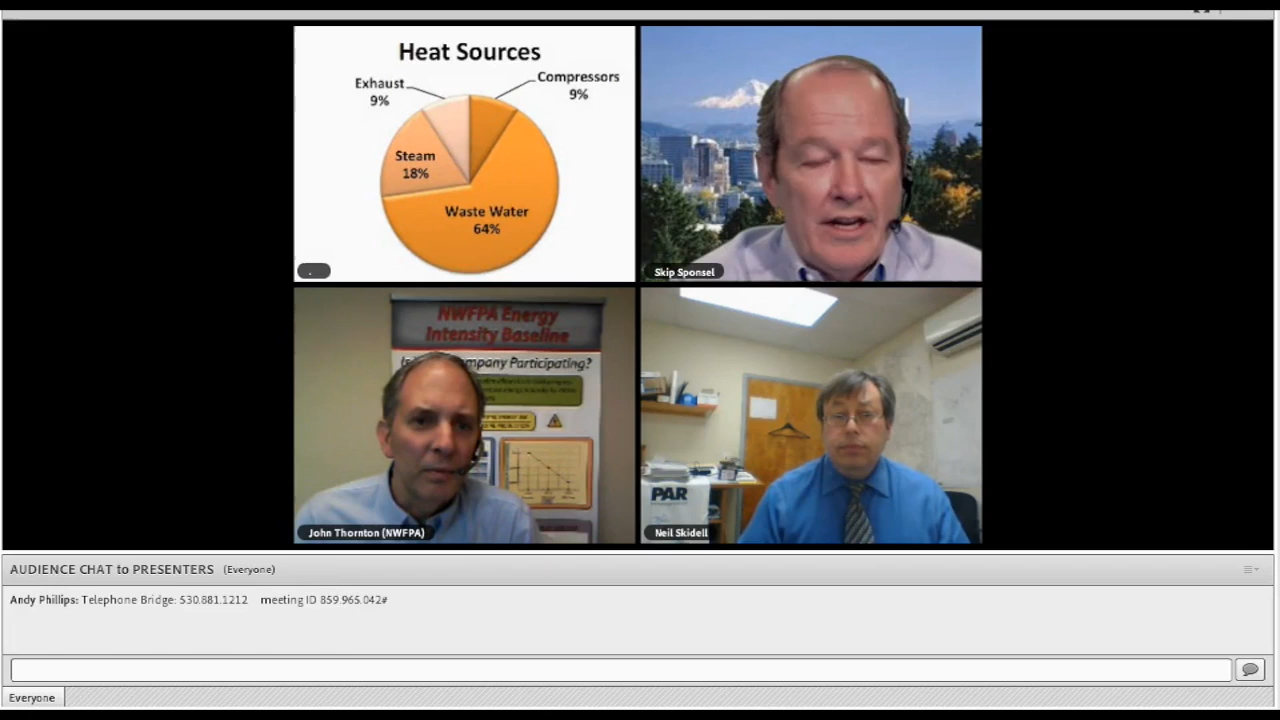 Heat Sources
Exhaust
9%
Compressors
9%
Steam
18%
Waste Water
64%
.
Skip Sponsel
NWFPA Energy
Intensity Baseline
mpany Participating?
John Thornton (NWFPA)
PAR
Neil Skidell
AUDIENCE CHAT to PRESENTERS (Everyone)
Andy Phillips: Telephone Bridge: 530.881.1212 meeting ID 859.965.042#
Everyone